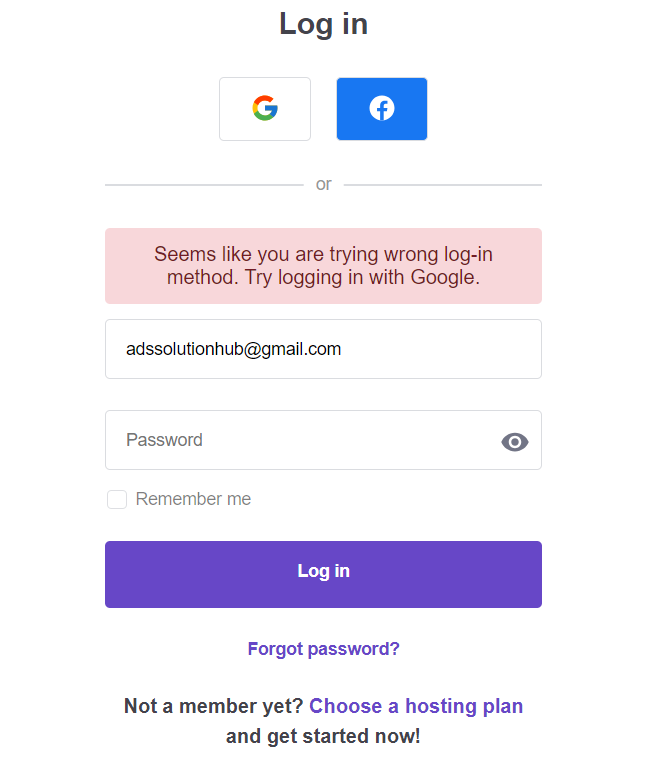 Log in
or
Seems like you are trying wrong log-in
method. Try logging in with Google.
adssolutionhub@gmail.com
Password
Remember me
Log in
Forgot password?
Not a member yet? Choose a hosting plan
and get started now!